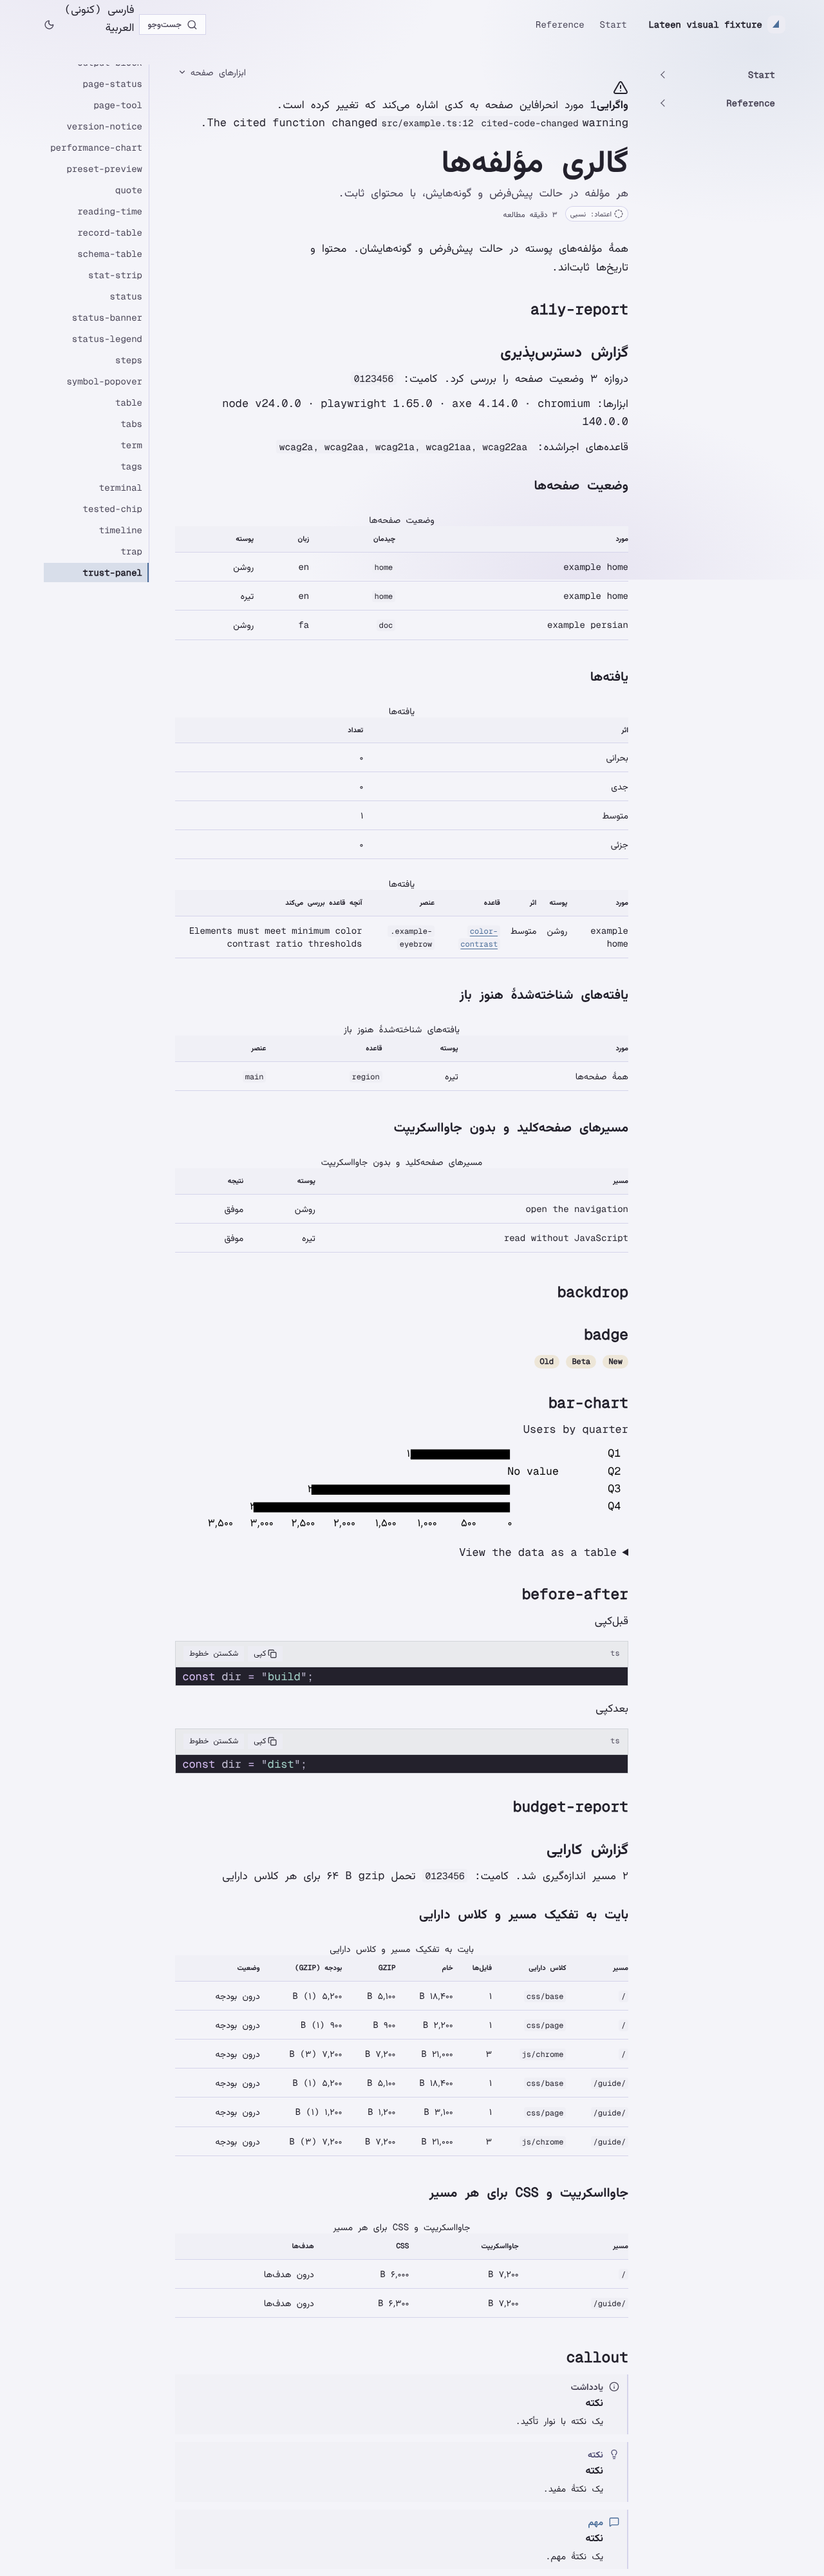 Lateen visual fixture
Start
Reference
جست‌وجو
فارسی (کنونی)
العربية
Start
Reference
ابزارهای صفحه
واگرایی1 مورد انحرافاین صفحه به کدی اشاره می‌کند که تغییر کرده است.
warning cited-code-changed src/example.ts:12 The cited function changed.
گالری مؤلفه‌ها
هر مؤلفه در حالت پیش‌فرض و گونه‌هایش، با محتوای ثابت.
اعتماد: نسبی
۳ دقیقه مطالعه
همهٔ مؤلفه‌های پوسته در حالت پیش‌فرض و گونه‌هایشان. محتوا و
تاریخ‌ها ثابت‌اند.
a11y-report
گزارش دسترس‌پذیری
دروازه ۳ وضعیت صفحه را بررسی کرد. کامیت: 0123456
ابزارها: node v24.0.0 · playwright 1.65.0 · axe 4.14.0 · chromium
140.0.0
قاعده‌های اجراشده: wcag2a, wcag2aa, wcag21a, wcag21aa, wcag22aa
وضعیت صفحه‌ها
وضعیت صفحه‌ها
مورد چیدمان زبان پوسته
example home home en روشن
example home home en تیره
example persian doc fa روشن
یافته‌ها
یافته‌ها
اثر تعداد
بحرانی ۰
جدی ۰
متوسط ۱
جزئی ۰
یافته‌ها
مورد پوسته اثر قاعده عنصر آنچه قاعده بررسی می‌کند
example home روشن متوسط color-contrast .example-eyebrow Elements must meet minimum color contrast ratio thresholds
یافته‌های شناخته‌شدهٔ هنوز باز
یافته‌های شناخته‌شدهٔ هنوز باز
مورد پوسته قاعده عنصر
همهٔ صفحه‌ها تیره region main
مسیرهای صفحه‌کلید و بدون جاوااسکریپت
مسیرهای صفحه‌کلید و بدون جاوااسکریپت
مسیر پوسته نتیجه
open the navigation روشن موفق
read without JavaScript تیره موفق
backdrop
badge
New Beta Old
bar-chart
Users by quarter
Q1
Q2 No value
Q3
Q4
۰ ۵۰۰ ۱,۰۰۰ ۱,۵۰۰ ۲,۰۰۰ ۲,۵۰۰ ۳,۰۰۰ ۳,۵۰۰
View the data as a table
before-after
قبل‌کپی
ts کپی شکستن خطوط
const dir = "build";
بعدکپی
ts کپی شکستن خطوط
const dir = "dist";
budget-report
گزارش کارایی
۲ مسیر اندازه‌گیری شد. کامیت: 0123456 تحمل ۶۴ B gzip برای هر کلاس دارایی
بایت به تفکیک مسیر و کلاس دارایی
بایت به تفکیک مسیر و کلاس دارایی
مسیر کلاس دارایی فایل‌ها خام GZIP بودجه (GZIP) وضعیت
/ css/base ۱ ۱۸,۴۰۰ B ۵,۱۰۰ B ۵,۲۰۰ B (۱) درون بودجه
/ css/page ۱ ۲,۲۰۰ B ۹۰۰ B ۹۰۰ B (۱) درون بودجه
/ js/chrome ۳ ۲۱,۰۰۰ B ۷,۲۰۰ B ۷,۲۰۰ B (۳) درون بودجه
/guide/ css/base ۱ ۱۸,۴۰۰ B ۵,۱۰۰ B ۵,۲۰۰ B (۱) درون بودجه
/guide/ css/page ۱ ۳,۱۰۰ B ۱,۲۰۰ B ۱,۲۰۰ B (۱) درون بودجه
/guide/ js/chrome ۳ ۲۱,۰۰۰ B ۷,۲۰۰ B ۷,۲۰۰ B (۳) درون بودجه
جاوااسکریپت و CSS برای هر مسیر
جاوااسکریپت و CSS برای هر مسیر
مسیر جاوااسکریپت CSS هدف‌ها
/ ۷,۲۰۰ B ۶,۰۰۰ B درون هدف‌ها
/guide/ ۷,۲۰۰ B ۶,۳۰۰ B درون هدف‌ها
callout
یادداشت
نکته
یک نکته با نوار تأکید.
نکته
نکته
یک نکتهٔ مفید.
مهم
نکته
یک نکتهٔ مهم.
page-status
page-tool
version-notice
performance-chart
preset-preview
quote
reading-time
record-table
schema-table
stat-strip
status
status-banner
status-legend
steps
symbol-popover
table
tabs
term
tags
terminal
tested-chip
timeline
trap
trust-panel